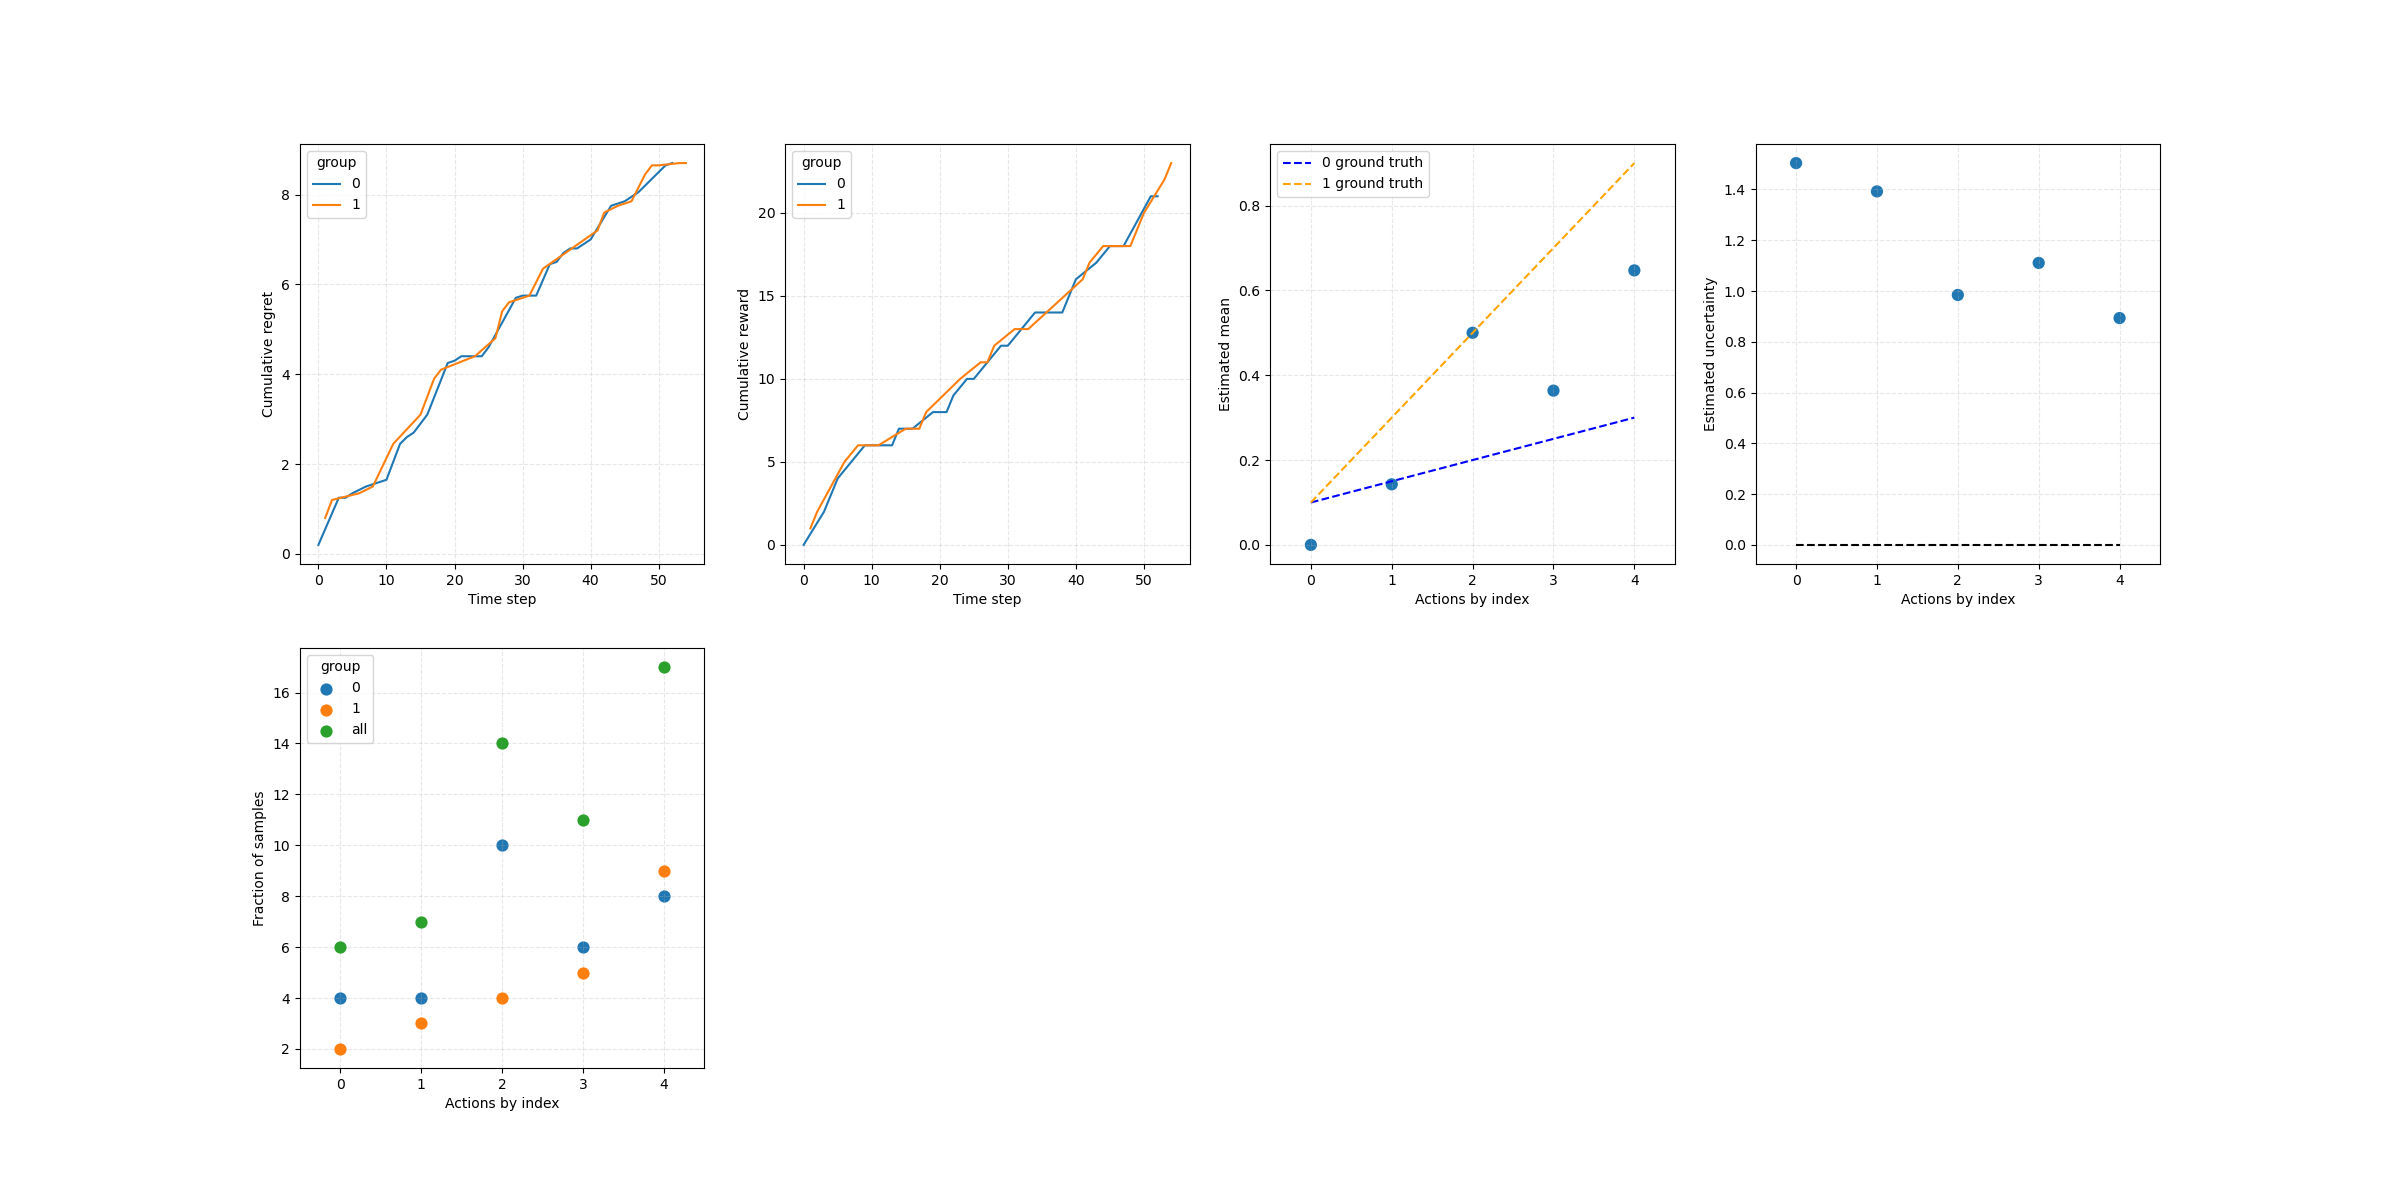 group
0
1
8
6
4
2
0
Cumulative regret
0 10 20 30 40 50
Time step
group
0
1
20
15
10
5
0
Cumulative reward
0 10 20 30 40 50
Time step
0 ground truth
1 ground truth
0.8
0.6
0.4
0.2
0.0
Estimated mean
0 1 2 3 4
Actions by index
1.4
1.2
1.0
0.8
0.6
0.4
0.2
0.0
Estimated uncertainty
0 1 2 3 4
Actions by index
group
0
1
all
16
14
12
10
8
6
4
2
Fraction of samples
0 1 2 3 4
Actions by index